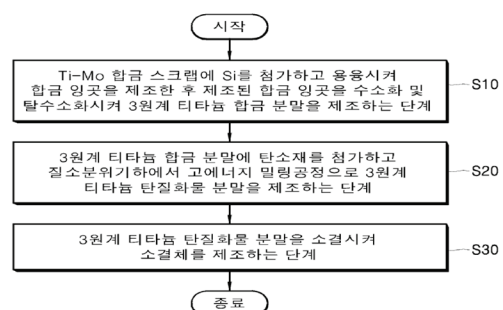 시작
Ti-Mo 합금 스크랩에 Si를 첨가하고 용융시켜
합금 잉곳을 제조한 후 제조된 합금 잉곳을 수소화 및
탈수소화시켜 3원계 티타늄 합금 분말을 제조하는 단계
S10
3원계 티타늄 합금 분말에 탄소재를 첨가하고
질소분위기하에서 고에너지 밀링공정으로 3원계
티타늄 탄질화물 분말을 제조하는 단계
S20
3원계 티타늄 탄질화물 분말을 소결시켜
소결체를 제조하는 단계
S30
종료